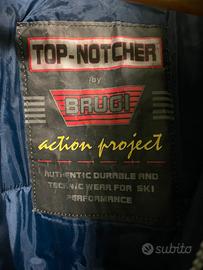 TOP-NOTCHER
by
BRUGI
action project
AUTHENTIC DURABLE AND
TECHNIC WEAR FOR SKI
PERFORMANCE
subito